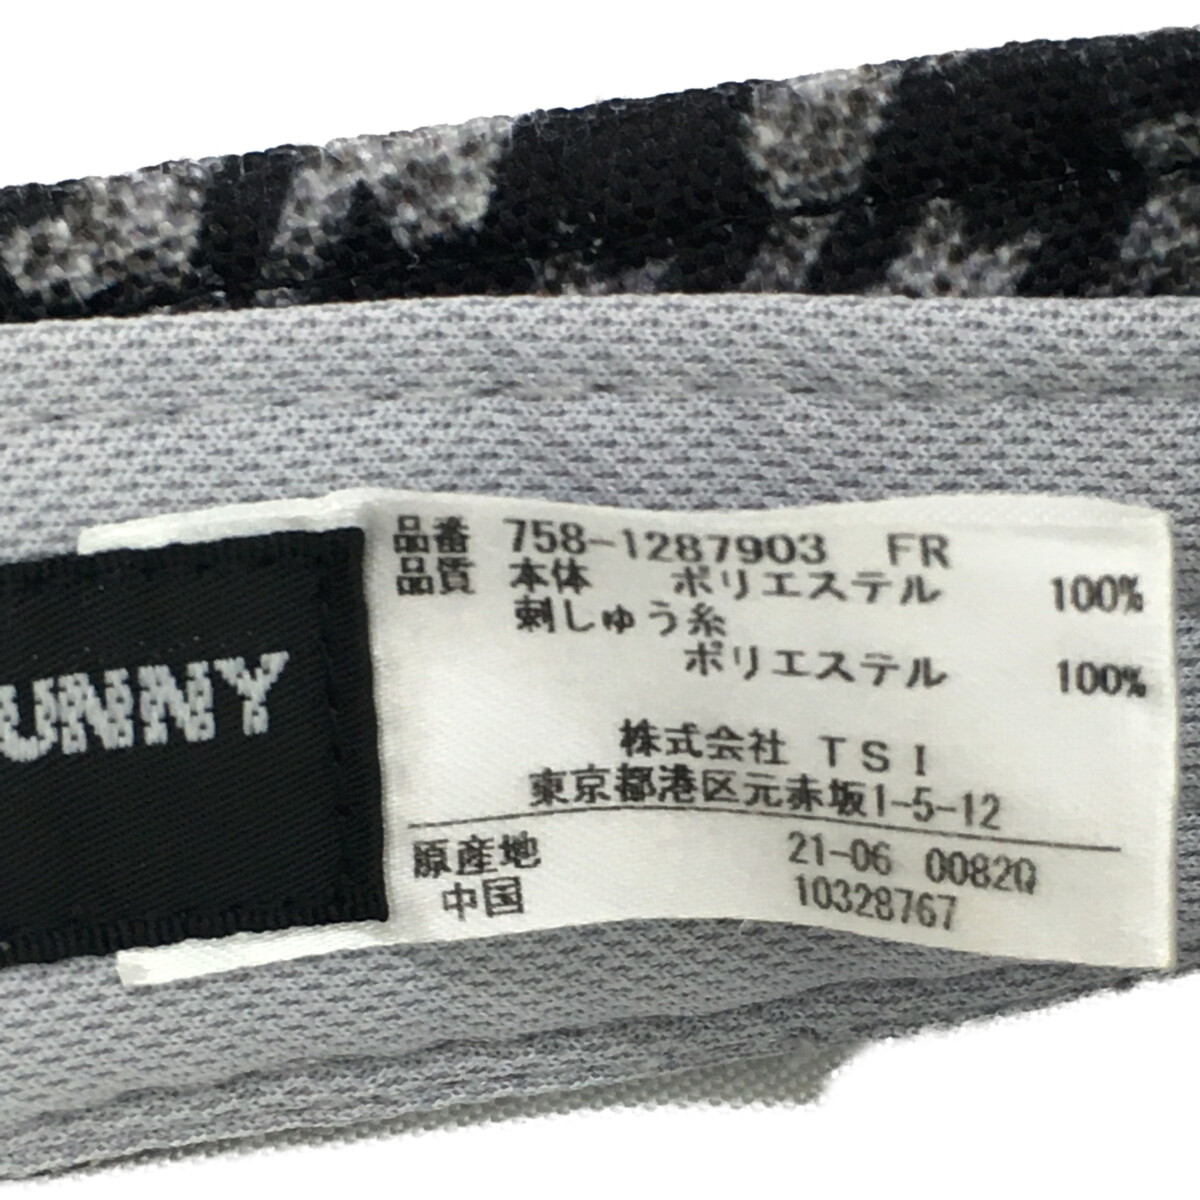 UNNY
品番 758-1287903 FR
品質 本体 ポリエステル 100%
刺しゅう糸
ポリエステル 100%
株式会社 TSI
東京都港区元赤坂1-5-12
原産地 21-06 0082Q
中国 10328767